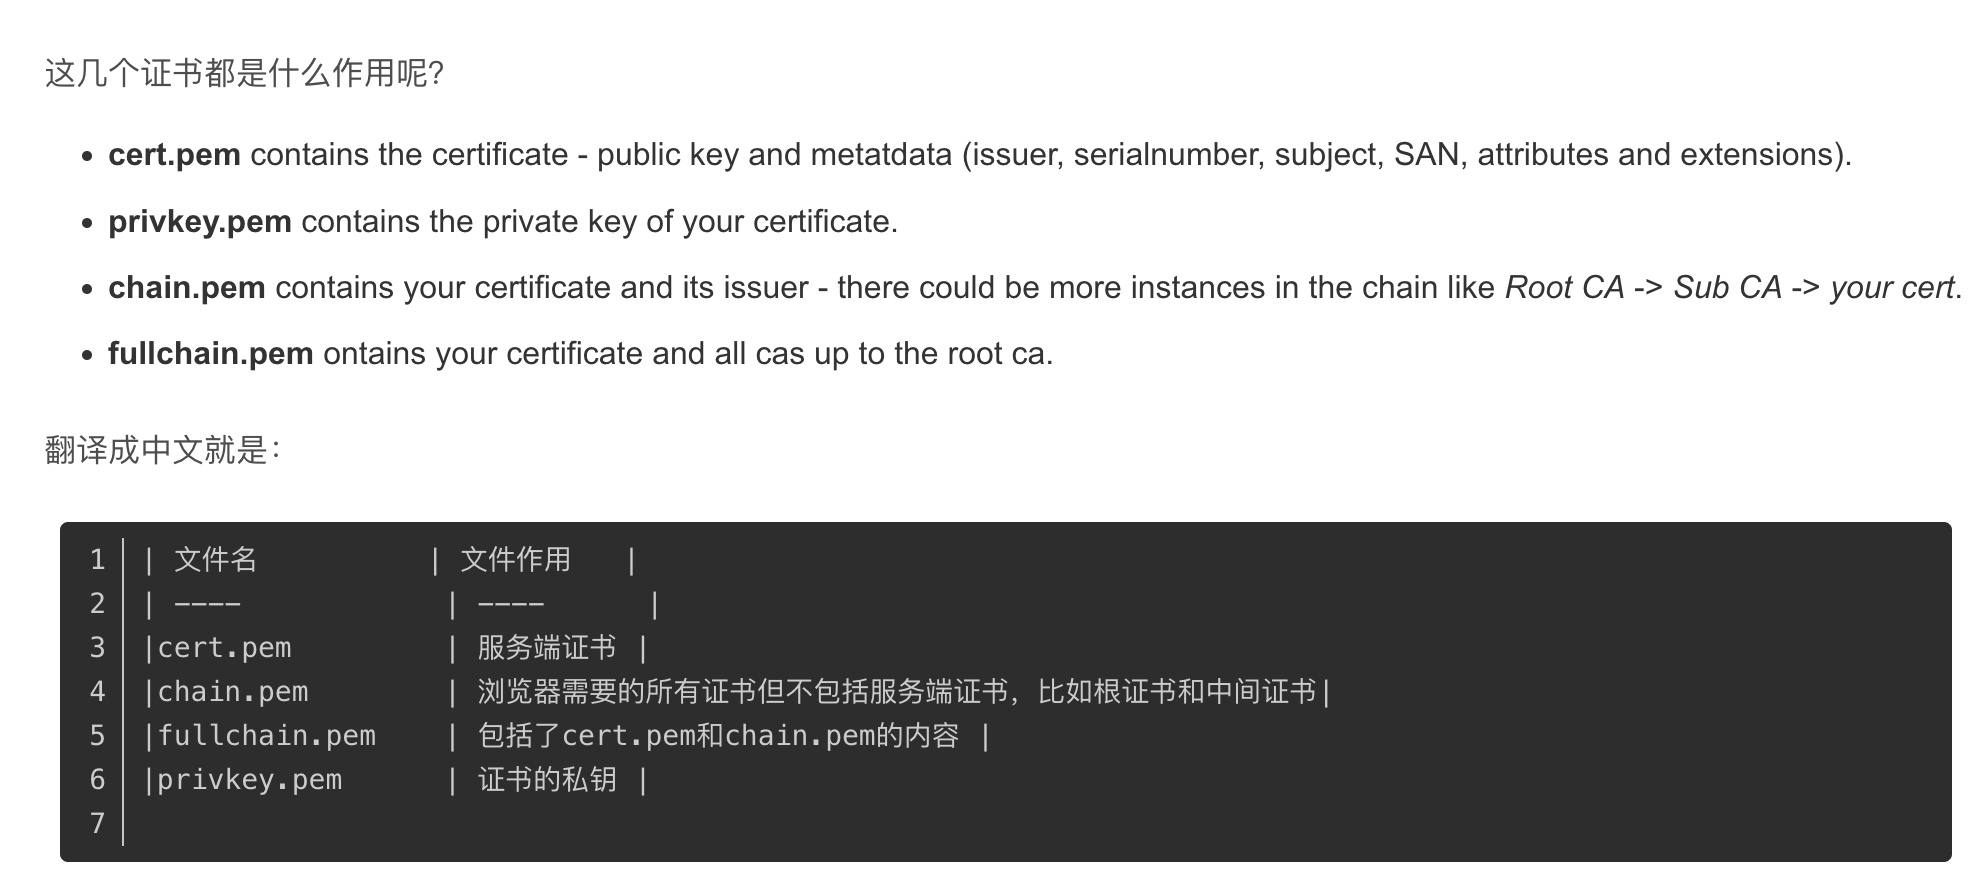 这几个证书都是什么作用呢?
• cert.pem contains the certificate - public key and metatdata (issuer, serialnumber, subject, SAN, attributes and extensions).
• privkey.pem contains the private key of your certificate.
• chain.pem contains your certificate and its issuer - there could be more instances in the chain like Root CA -> Sub CA -> your cert.
• fullchain.pem ontains your certificate and all cas up to the root ca.
翻译成中文就是：
1 | 文件名 | 文件作用 |
2 | ---- | ---- |
3 |cert.pem | 服务端证书 |
4 |chain.pem | 浏览器需要的所有证书但不包括服务端证书，比如根证书和中间证书|
5 |fullchain.pem | 包括了cert.pem和chain.pem的内容 |
6 |privkey.pem | 证书的私钥 |
7